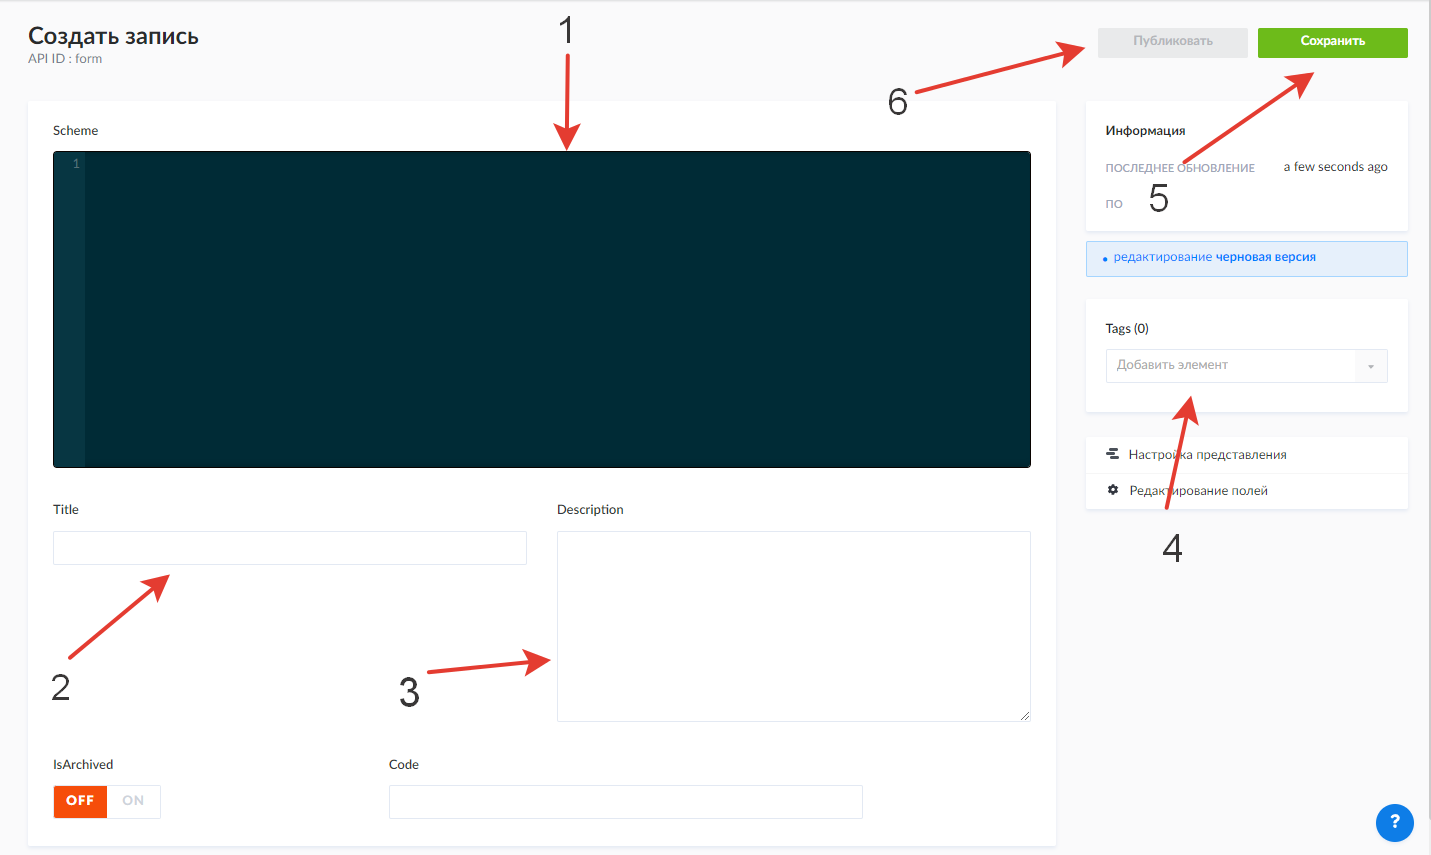 Создать запись
API ID : form
1
6
Публиковать
Сохранить
Scheme
1
Информация
ПОСЛЕДНЕЕ ОБНОВЛЕНИЕ
a few seconds ago
ПО
5
• редактирование черновая версия
Tags (0)
Добавить элемент
Настройка представления
Редактирование полей
4
Title
Description
2
3
IsArchived
Code
OFF
ON
?